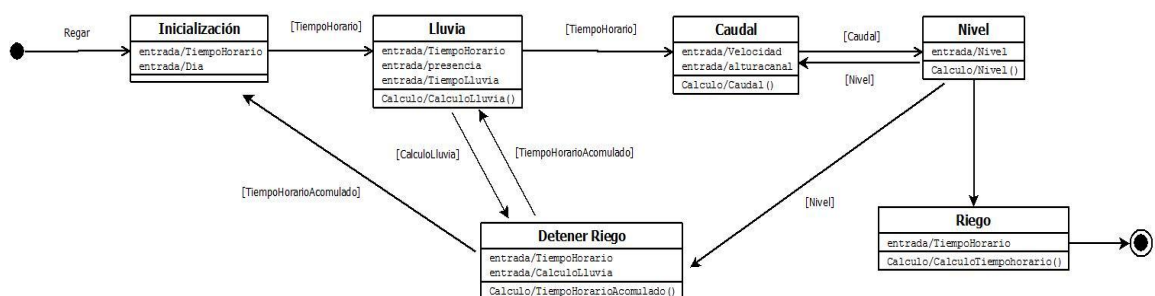 Regar
Inicialización
entrada/TiempoHorario
entrada/Dia
[TiempoHorario]
Lluvia
entrada/TiempoHorario
entrada/presencia
entrada/TiempoLluvia
Calculo/CalculoLluvia()
[TiempoHorario]
Caudal
entrada/Velocidad
entrada/alturacanal
Calculo/Caudal()
[Caudal]
[Nivel]
Nivel
entrada/Nivel
Calculo/Nivel()
[CalculoLluvia]
[TiempoHorarioAcomulado]
[TiempoHorarioAcomulado]
[Nivel]
Detener Riego
entrada/TiempoHorario
entrada/CalculoLluvia
Calculo/TiempoHorarioAcomulado()
Riego
entrada/TiempoHorario
Calculo/CalculoTiempohorario()